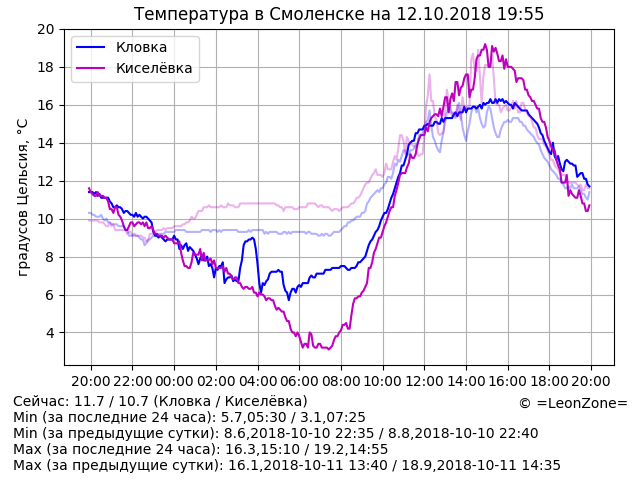 Температура в Смоленске на 12.10.2018 19:55
Кловка
Киселёвка
градусов Цельсия, °C
20
18
16
14
12
10
8
6
4
20:00 22:00 00:00 02:00 04:00 06:00 08:00 10:00 12:00 14:00 16:00 18:00 20:00
Сейчас: 11.7 / 10.7 (Кловка / Киселёвка)
© =LeonZone=
Min (за последние 24 часа): 5.7,05:30 / 3.1,07:25
Min (за предыдущие сутки): 8.6,2018-10-10 22:35 / 8.8,2018-10-10 22:40
Max (за последние 24 часа): 16.3,15:10 / 19.2,14:55
Max (за предыдущие сутки): 16.1,2018-10-11 13:40 / 18.9,2018-10-11 14:35